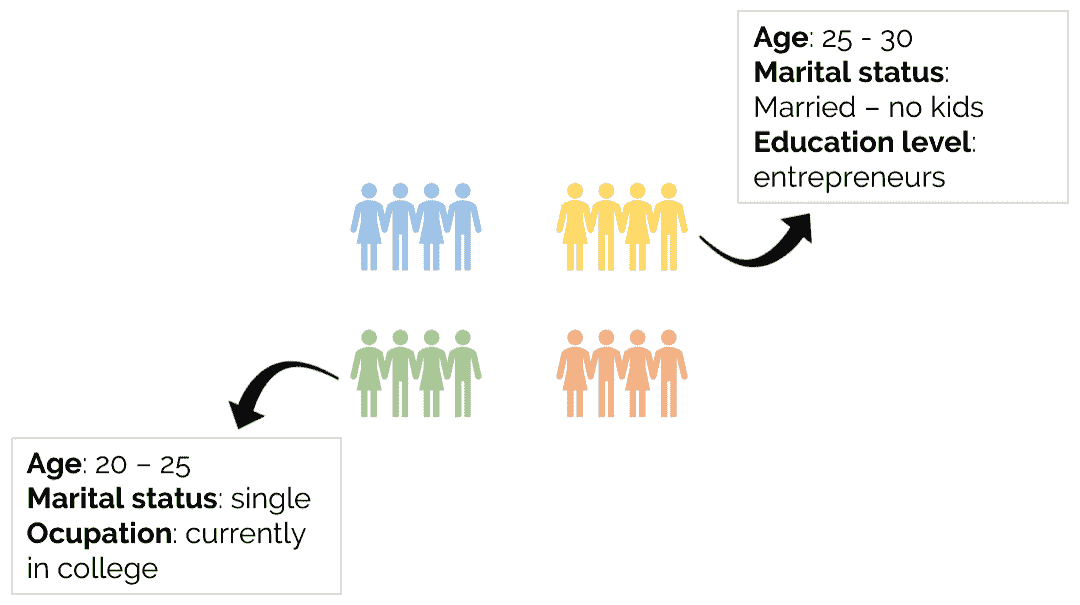 Age: 25 - 30
Marital status:
Married – no kids
Education level:
entrepreneurs
Age: 20 – 25
Marital status: single
Ocupation: currently
in college